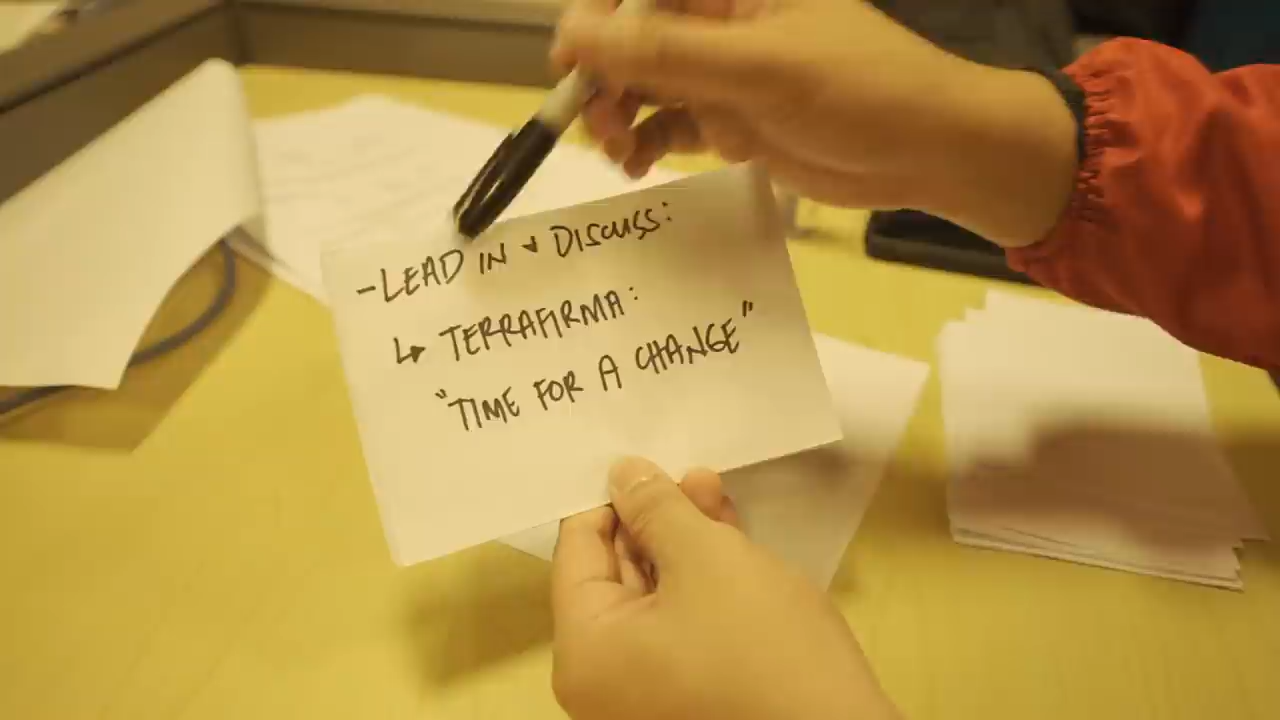 - LEAD IN & DISCUSS:
↳ TERRAFIRMA:
"TIME FOR A CHANGE"